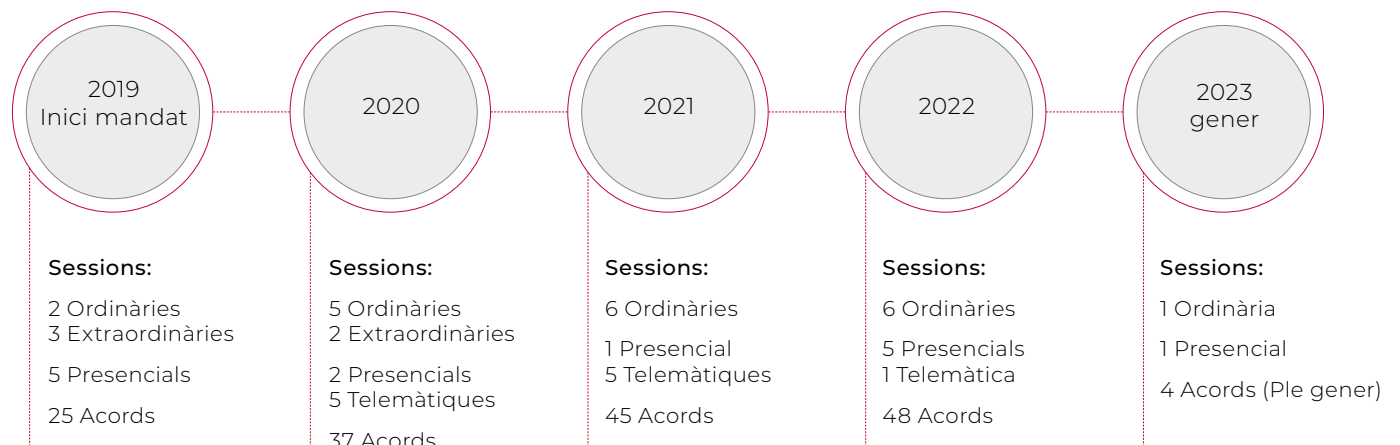 2019
Inici mandat
2020
2021
2022
2023
gener
Sessions:
2 Ordinàries
3 Extraordinàries
5 Presencials
25 Acords
Sessions:
5 Ordinàries
2 Extraordinàries
2 Presencials
5 Telemàtiques
37 Acords
Sessions:
6 Ordinàries
1 Presencial
5 Telemàtiques
45 Acords
Sessions:
6 Ordinàries
5 Presencials
1 Telemàtica
48 Acords
Sessions:
1 Ordinària
1 Presencial
4 Acords (Ple gener)